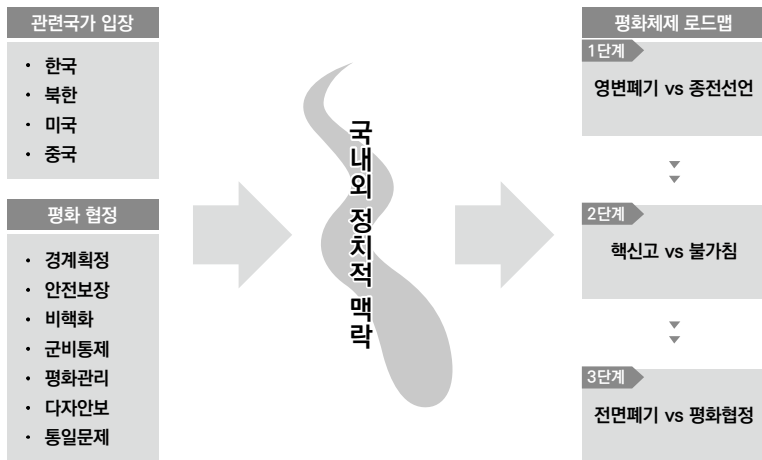 관련국가 입장
· 한국
· 북한
· 미국
· 중국
평화 협정
· 경계획정
· 안전보장
· 비핵화
· 군비통제
· 평화관리
· 다자안보
· 통일문제
국내외 정치적 맥락
평화체제 로드맵
1단계
영변폐기 vs 종전선언
2단계
핵신고 vs 불가침
3단계
전면폐기 vs 평화협정